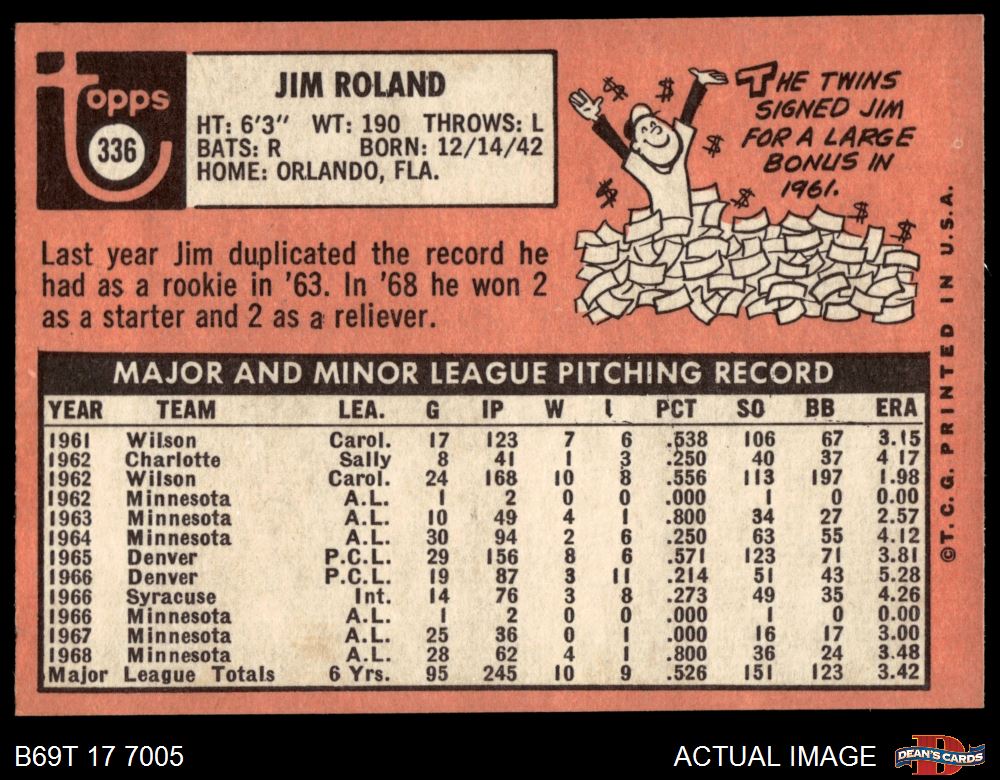 Topps
336
JIM ROLAND
HT: 6'3" WT: 190 THROWS: L
BATS: R BORN: 12/14/42
HOME: ORLANDO, FLA.
THE TWINS
SIGNED JIM
FOR A LARGE
BONUS IN
1961.
Last year Jim duplicated the record he
had as a rookie in '63. In '68 he won 2
as a starter and 2 as a reliever.
MAJOR AND MINOR LEAGUE PITCHING RECORD
YEAR TEAM LEA. G IP W L PCT SO BB ERA
1961 Wilson Carol. 17 123 7 6 .538 106 67 3.15
1962 Charlotte Sally 8 41 1 3 .250 40 37 4.17
1962 Wilson Carol. 24 168 10 8 .556 113 197 1.98
1962 Minnesota A.L. 1 2 0 0 .000 1 0 0.00
1963 Minnesota A.L. 10 49 4 1 .800 34 27 2.57
1964 Minnesota A.L. 30 94 2 6 .250 63 55 4.12
1965 Denver P.C.L. 29 156 8 6 .571 123 71 3.81
1966 Denver P.C.L. 19 87 3 11 .214 51 43 5.28
1966 Syracuse Int. 14 76 3 8 .273 49 35 4.26
1966 Minnesota A.L. 1 2 0 0 .000 1 0 0.00
1967 Minnesota A.L. 25 36 0 1 .000 16 17 3.00
1968 Minnesota A.L. 28 62 4 1 .800 36 24 3.48
Major League Totals 6 Yrs. 95 245 10 9 .526 151 123 3.42
©T.C.G. PRINTED IN U.S.A.
B69T 17 7005
ACTUAL IMAGE
DEAN'S CARDS